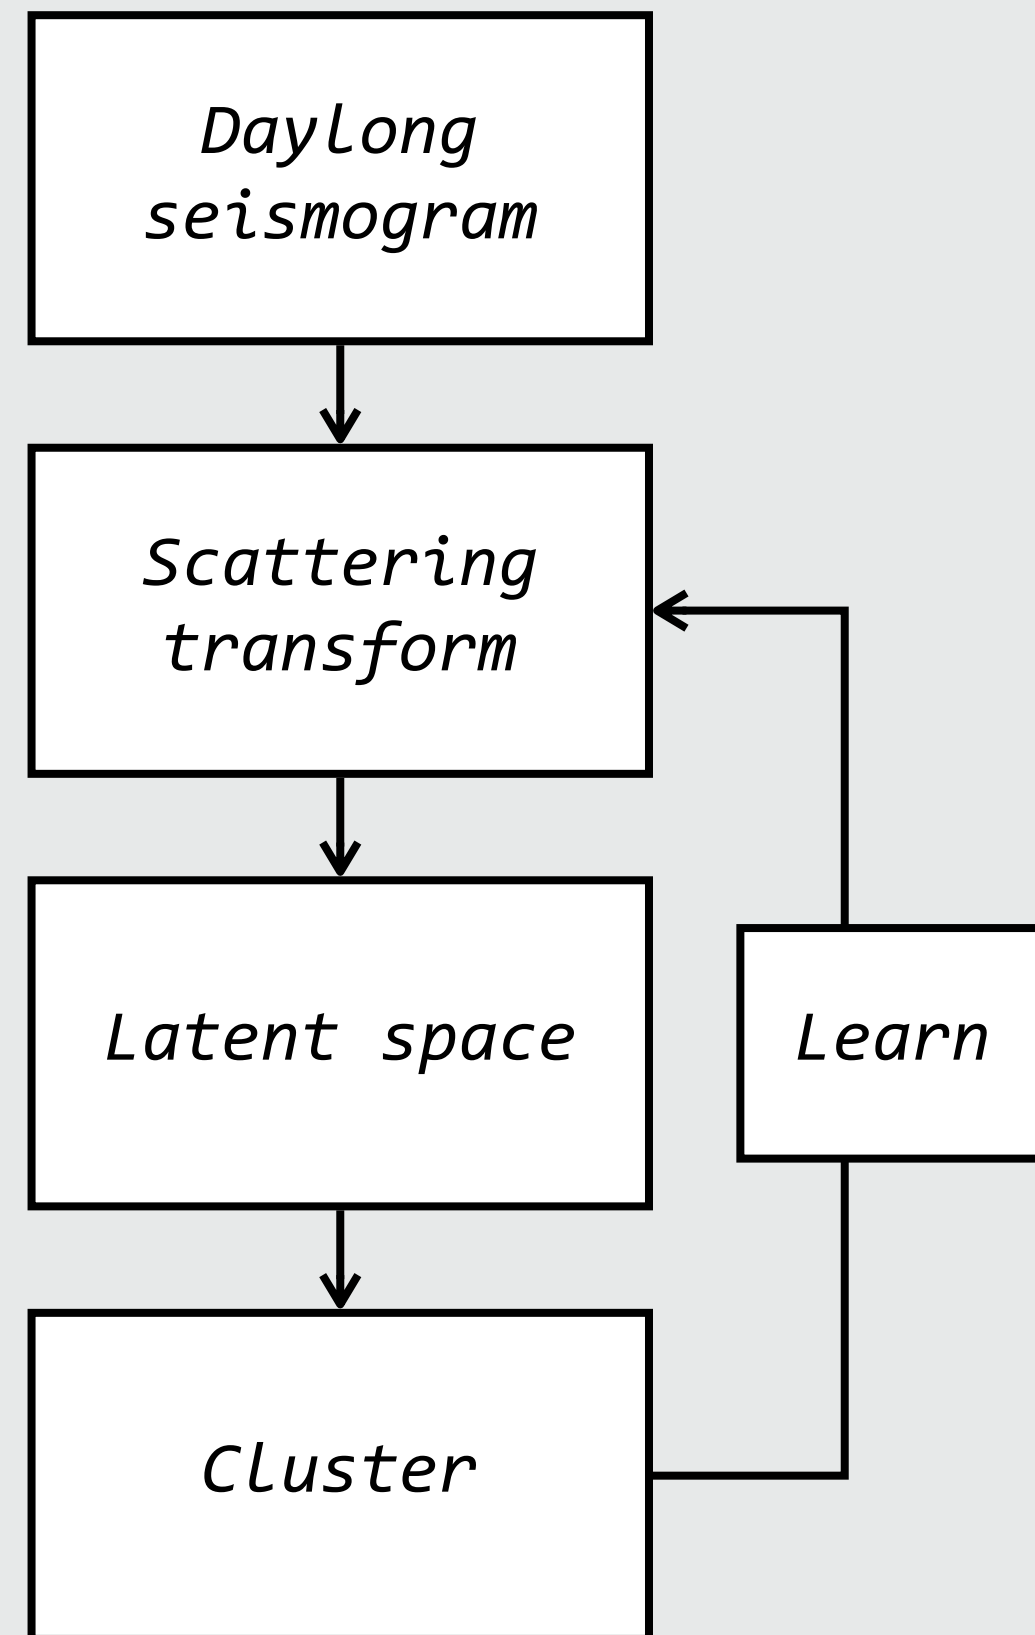 Daylong
seismogram
Scattering
transform
Latent space
Learn
Cluster